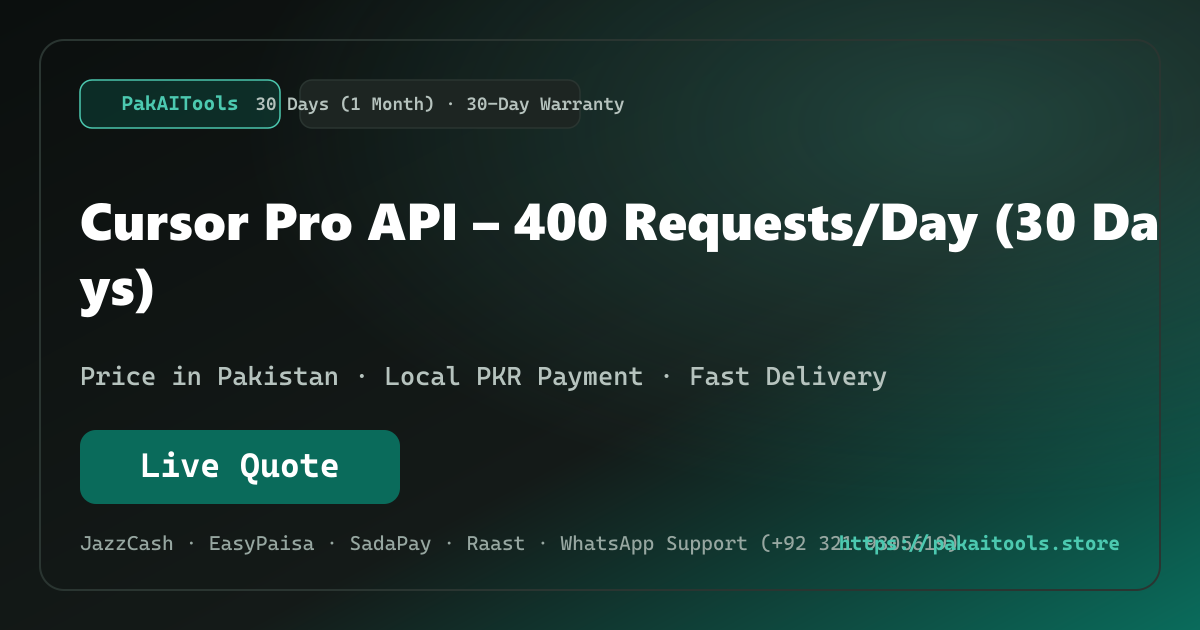 PakAITools 30 Days (1 Month) · 30-Day Warranty
Cursor Pro API – 400 Requests/Day (30 Da
ys)
Price in Pakistan · Local PKR Payment · Fast Delivery
Live Quote
JazzCash · EasyPaisa · SadaPay · Raast · WhatsApp Support (+92 321 https://pakaitools.store